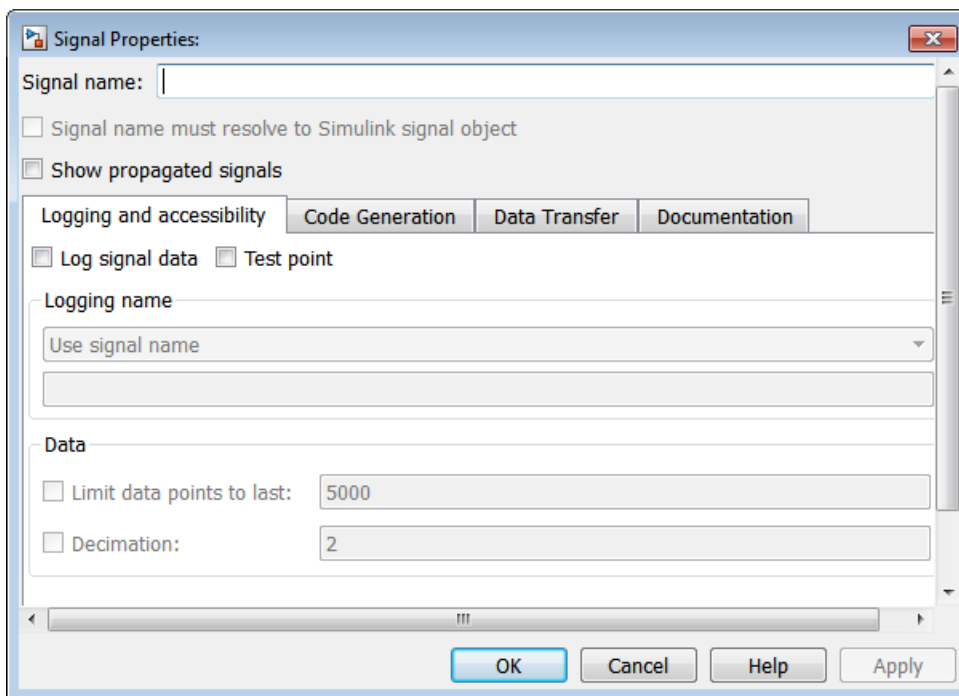 Signal Properties:
Signal name:
Signal name must resolve to Simulink signal object
Show propagated signals
Logging and accessibility Code Generation Data Transfer Documentation
Log signal data Test point
Logging name
Use signal name
Data
Limit data points to last: 5000
Decimation: 2
OK Cancel Help Apply